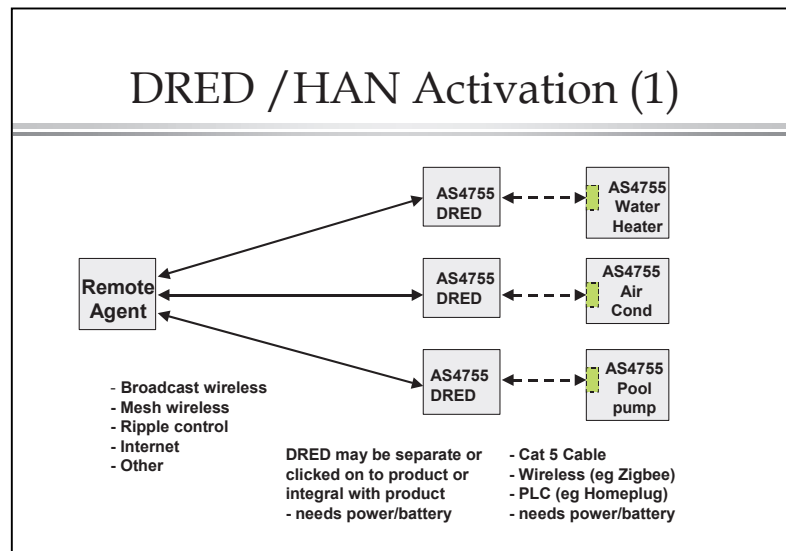 DRED /HAN Activation (1)
Remote
Agent
AS4755
DRED
AS4755
Water
Heater
AS4755
DRED
AS4755
Air
Cond
AS4755
DRED
AS4755
Pool
pump
- Broadcast wireless
- Mesh wireless
- Ripple control
- Internet
- Other
DRED may be separate or
clicked on to product or
integral with product
- needs power/battery
- Cat 5 Cable
- Wireless (eg Zigbee)
- PLC (eg Homeplug)
- needs power/battery